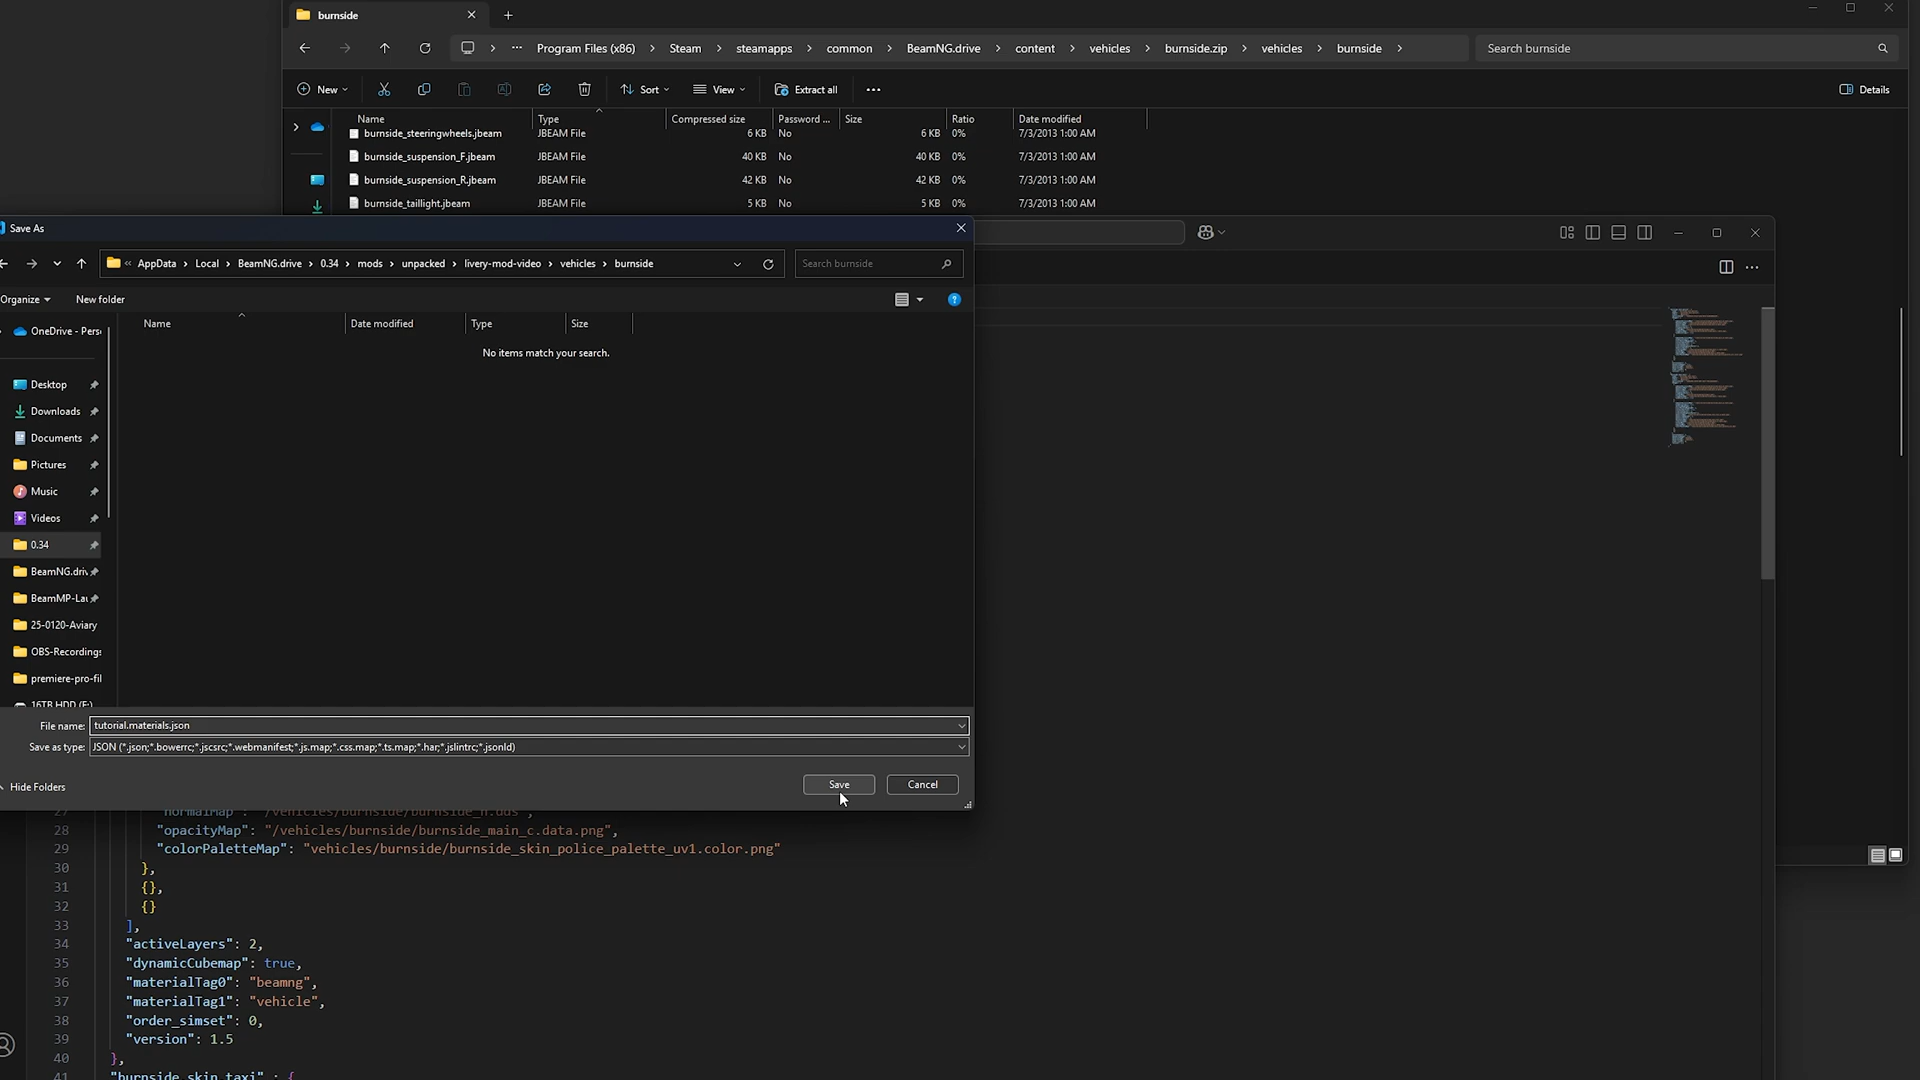 burnside
Program Files (x86) > Steam > steamapps > common > BeamNG.drive > content > vehicles > burnside.zip > vehicles > burnside >
Search burnside
New
Sort
View
Extract all
Details
Name Type Compressed size Password ... Size Ratio Date modified
burnside_steeringwheels.jbeam JBEAM File 6 KB No 6 KB 0% 7/3/2013 1:00 AM
burnside_suspension_F.jbeam JBEAM File 40 KB No 40 KB 0% 7/3/2013 1:00 AM
burnside_suspension_R.jbeam JBEAM File 42 KB No 42 KB 0% 7/3/2013 1:00 AM
burnside_taillight.jbeam JBEAM File 5 KB No 5 KB 0% 7/3/2013 1:00 AM
Save As
« AppData > Local > BeamNG.drive > 0.34 > mods > unpacked > livery-mod-video > vehicles > burnside
Search burnside
Organize
New folder
Name Date modified Type Size
No items match your search.
OneDrive - Pers
Desktop
Downloads
Documents
Pictures
Music
Videos
0.34
BeamNG.driv
BeamMP-Lau
25-0120-Aviary
OBS-Recordings
premiere-pro-fil
16TB HDD (F:)
File name: tutorial.materials.json
Save as type: JSON (*.json;*.bowerrc;*.jscsrc;*.webmanifest;*.js.map;*.css.map;*.ts.map;*.har;*.jslintrc;*.jsonld)
Hide Folders
Save
Cancel
27 "normalMap": "/vehicles/burnside/burnside_n.dds",
28 "opacityMap": "/vehicles/burnside/burnside_main_c.data.png",
29 "colorPaletteMap": "vehicles/burnside/burnside_skin_police_palette_uv1.color.png"
30 },
31 {},
32 {}
33 ],
34 "activeLayers": 2,
35 "dynamicCubemap": true,
36 "materialTag0": "beamng",
37 "materialTag1": "vehicle",
38 "order_simset": 0,
39 "version": 1.5
40 },
41 "burnside_skin_taxi" : {